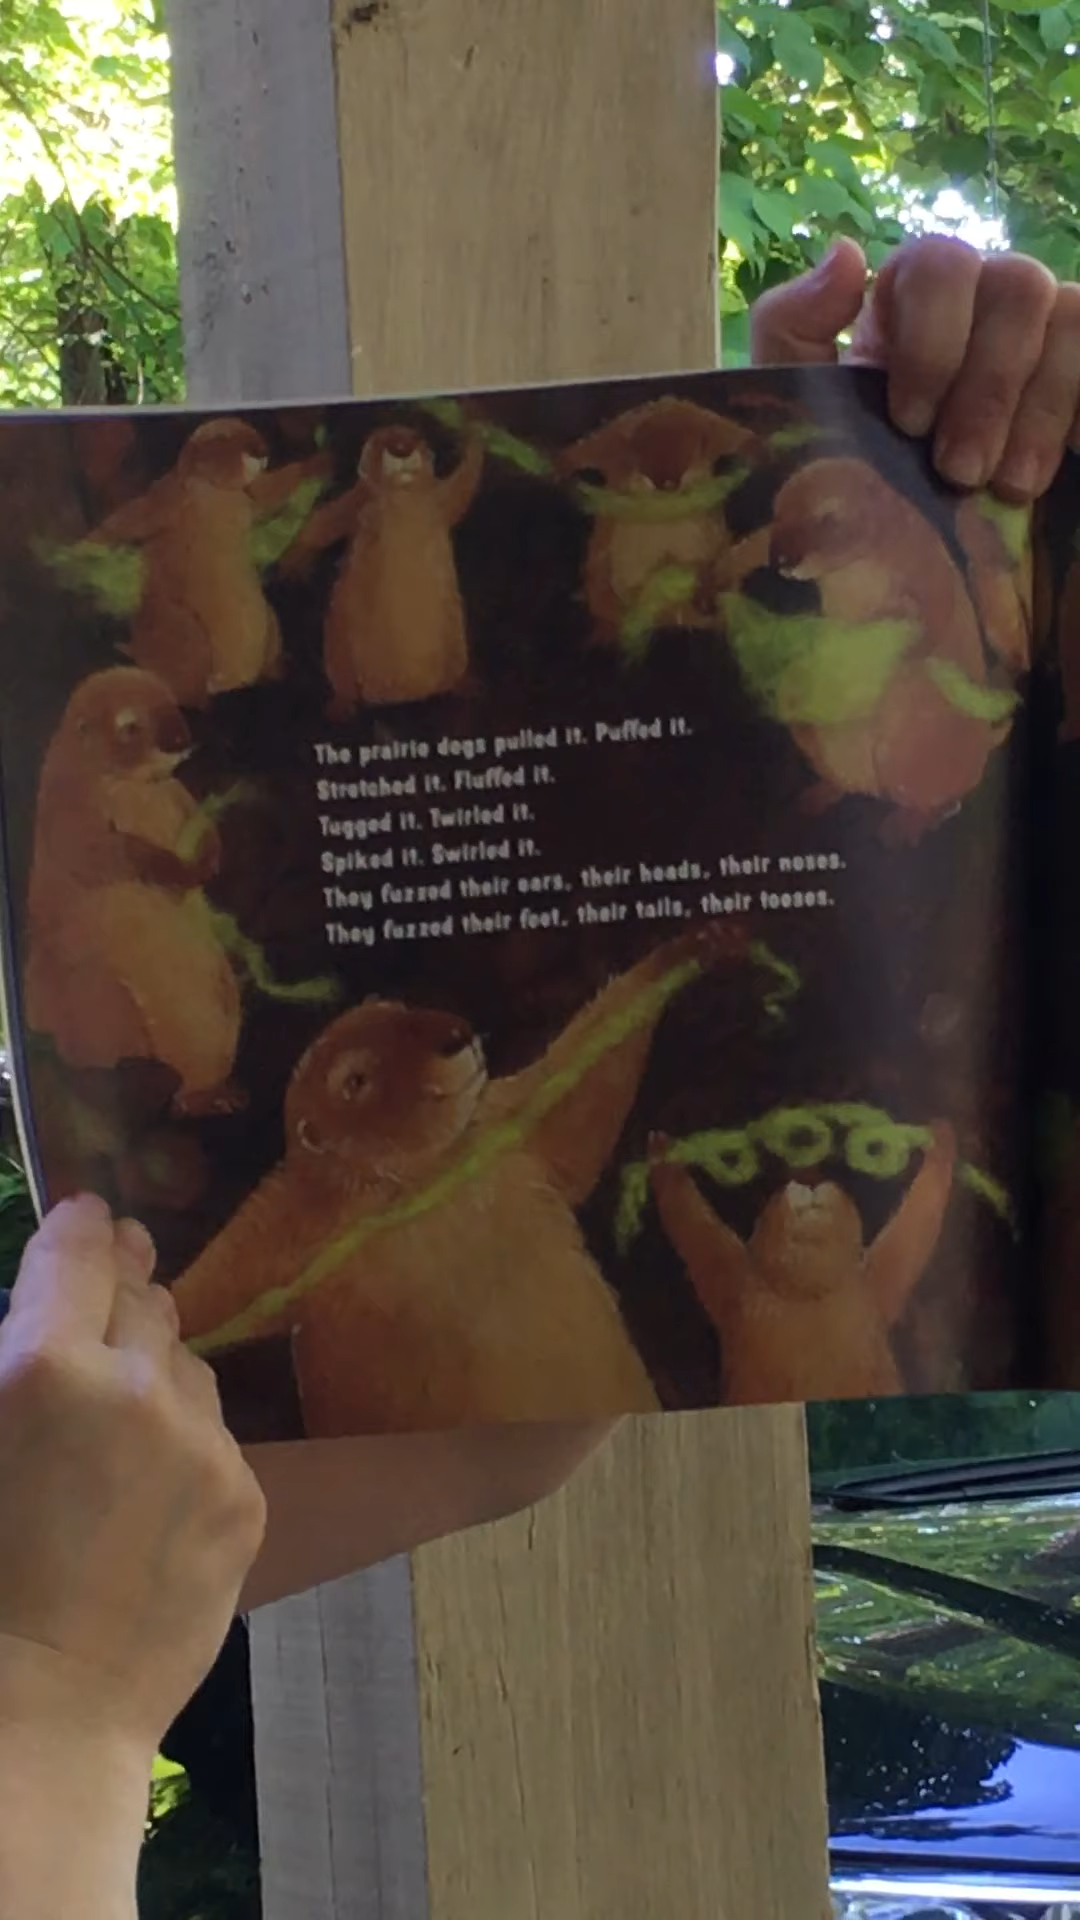 The prairie dogs pulled it. Puffed it.
Stretched it. Fluffed it.
Tugged it. Twirled it.
Spiked it. Swirled it.
They fuzzed their ears, their heads, their noses.
They fuzzed their feet, their tails, their tooses.